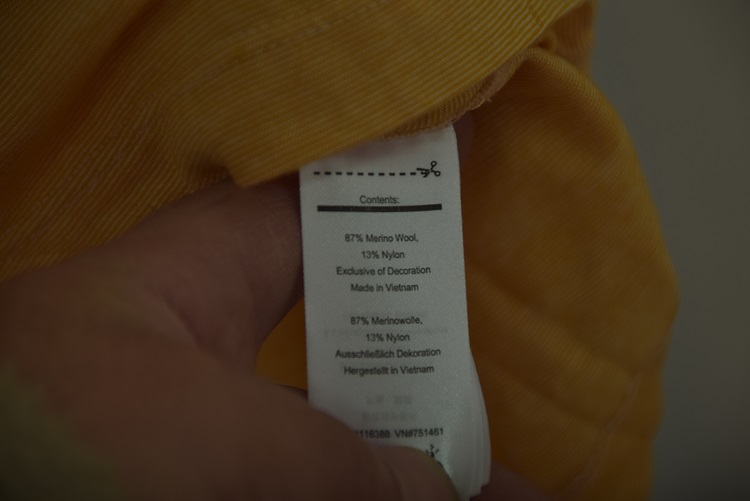 Contents:
87% Merino Wool,
13% Nylon
Exclusive of Decoration
Made in Vietnam
87% Merinowolle,
13% Nylon
Ausschließlich Dekoration
Hergestellt in Vietnam
VN#751461